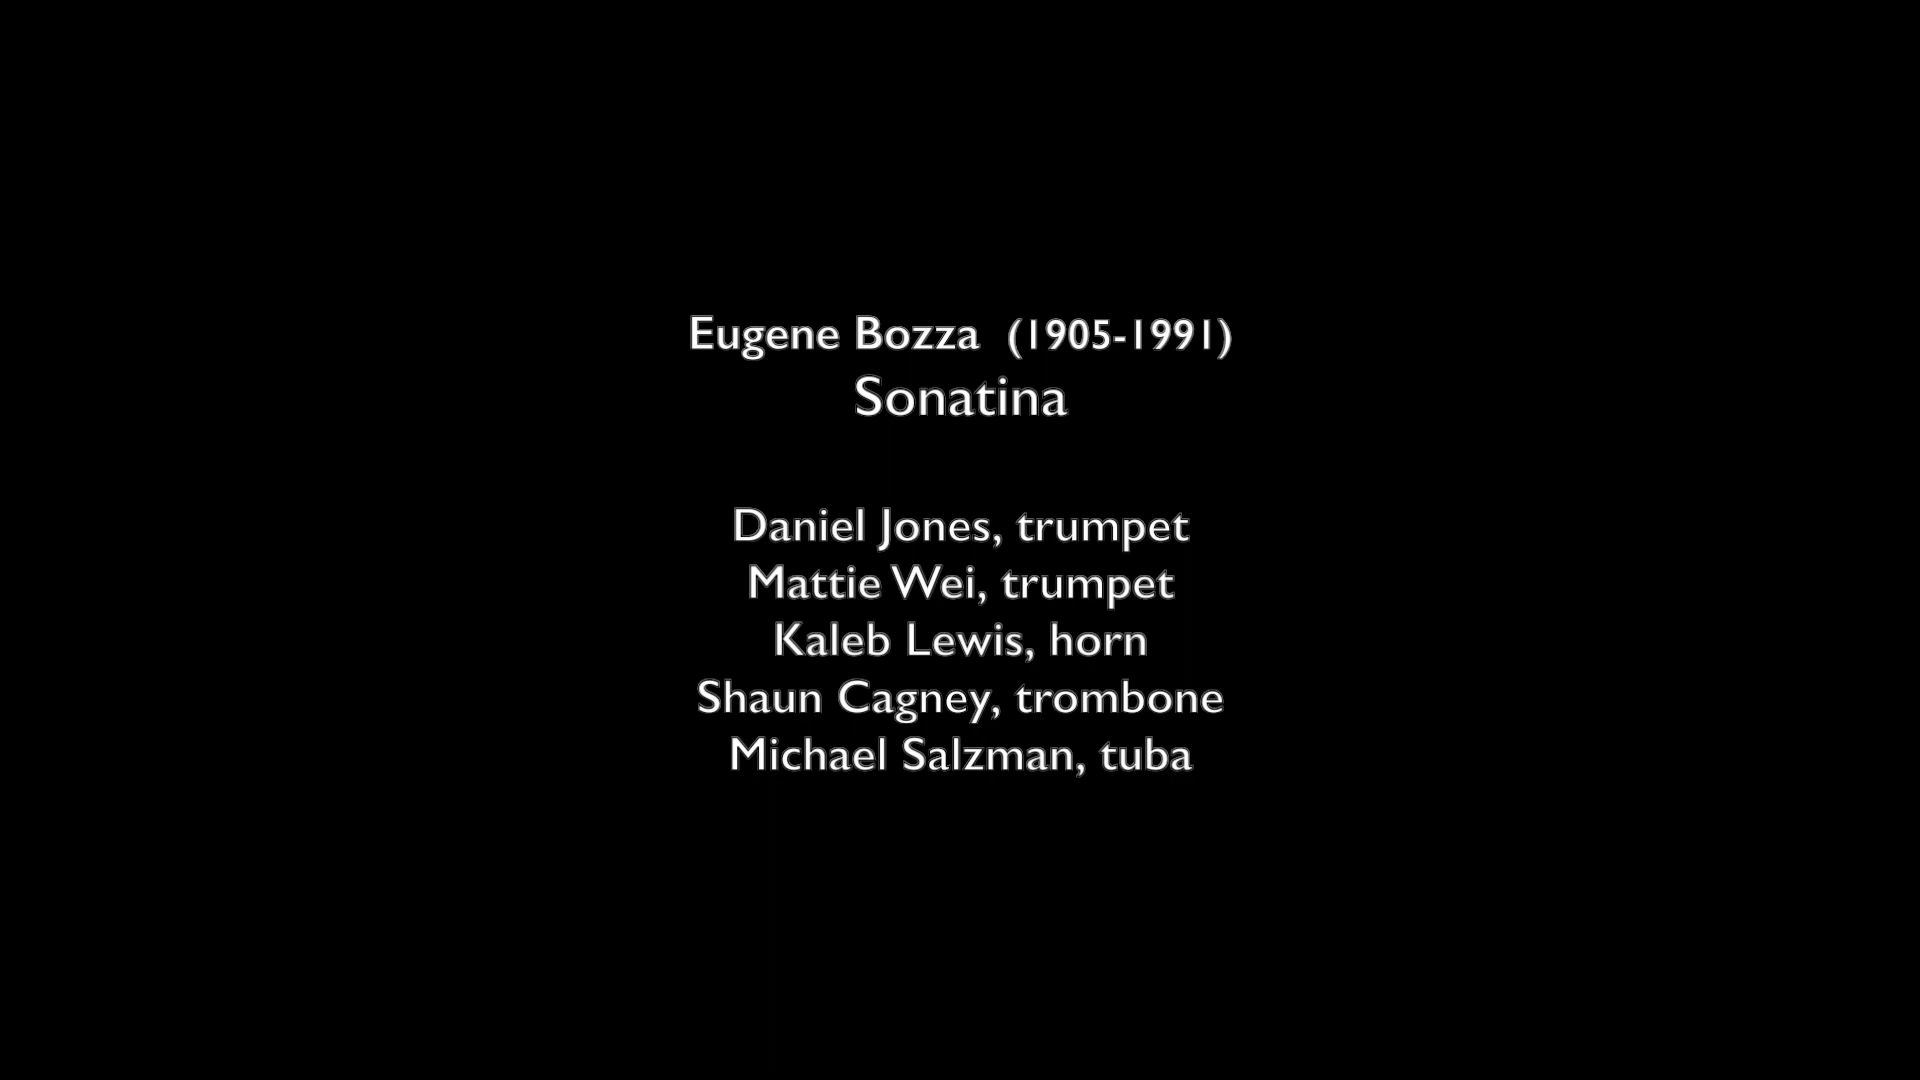 Eugene Bozza (1905-1991)
Sonatina
Daniel Jones, trumpet
Mattie Wei, trumpet
Kaleb Lewis, horn
Shaun Cagney, trombone
Michael Salzman, tuba